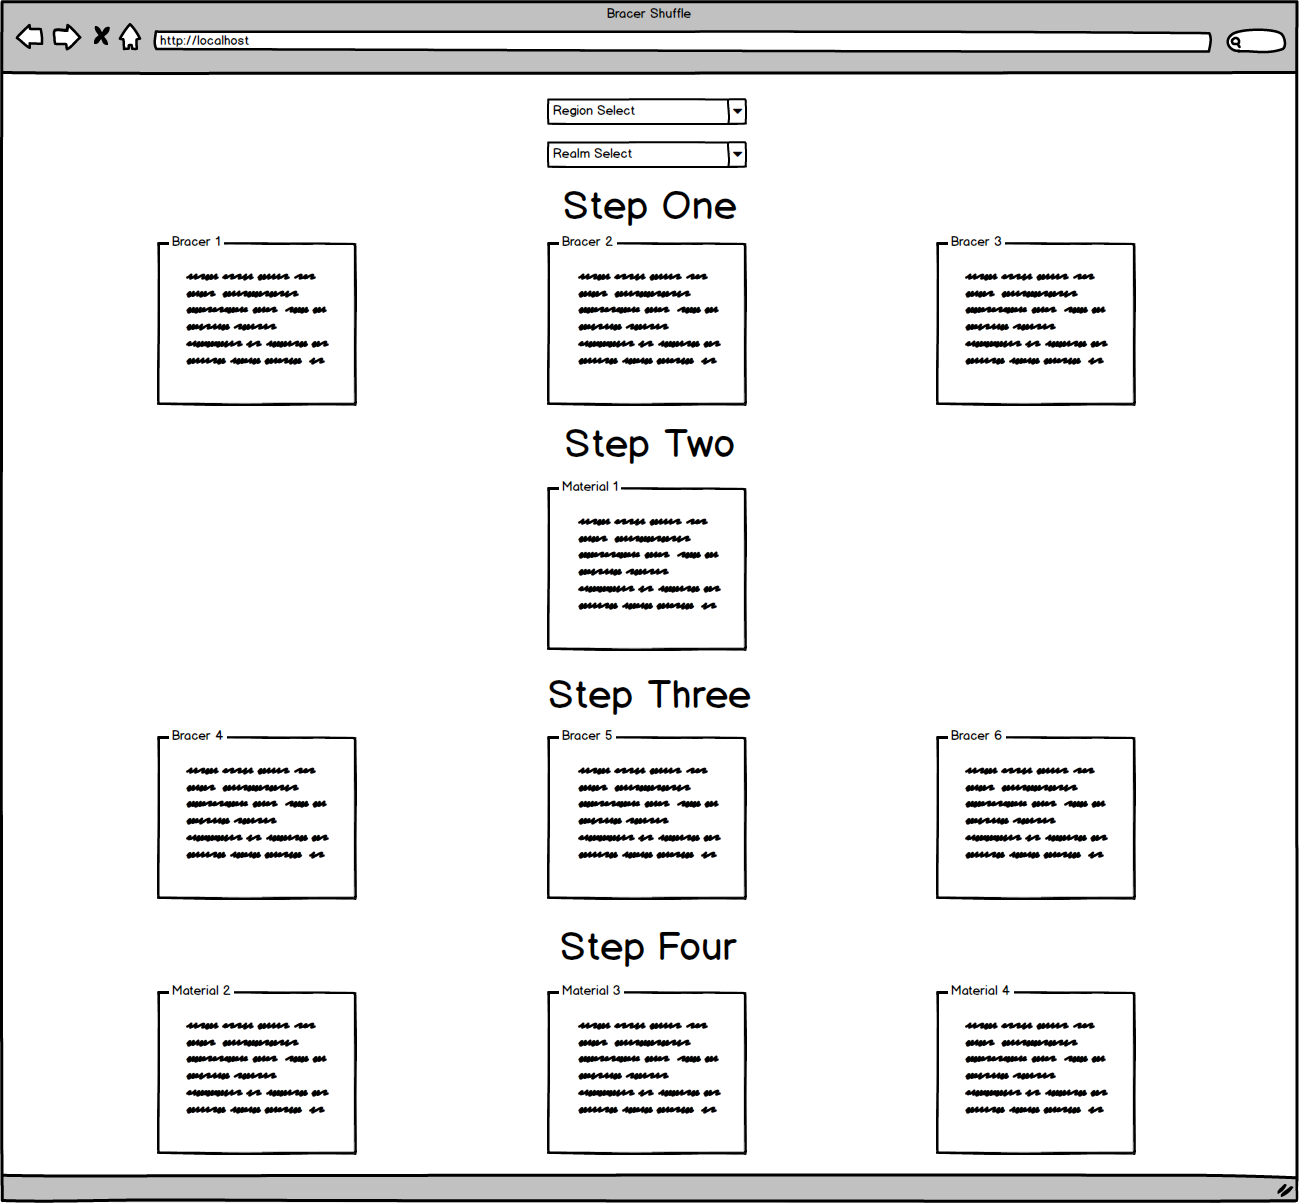 Bracer Shuffle
http://localhost
Region Select
Realm Select
Step One
Bracer 1
Bracer 2
Bracer 3
Step Two
Material 1
Step Three
Bracer 4
Bracer 5
Bracer 6
Step Four
Material 2
Material 3
Material 4